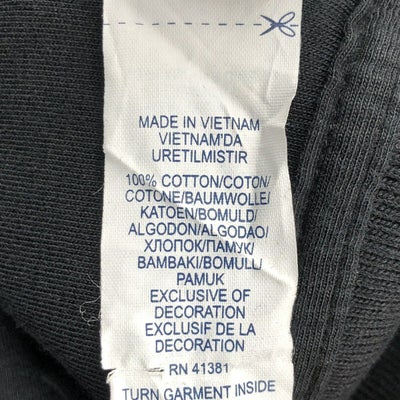 MADE IN VIETNAM
VIETNAM'DA
URETILMISTIR
100% COTTON/COTON/
COTONE/BAUMWOLLE/
KATOEN/BOMULD/
ALGODON/ALGODAO/
ХЛОПОК/ПАМУК/
BAMBAKI/BOMULL/
PAMUK
EXCLUSIVE OF
DECORATION
EXCLUSIF DE LA
DECORATION
RN 41381
TURN GARMENT INSIDE